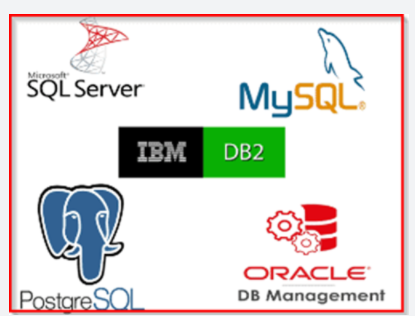 Microsoft®
SQL Server®
MySQL®
IBM DB2
PostgreSQL
ORACLE®
DB Management